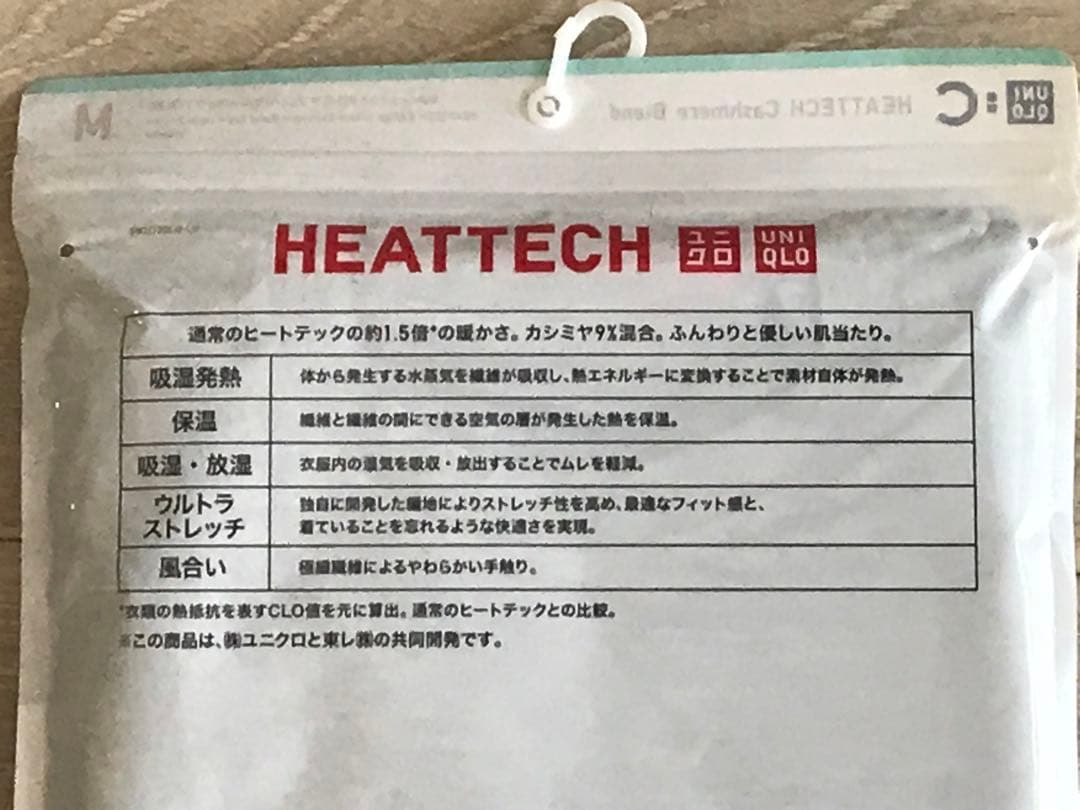 M
HEATTECH Cashmere Blend
C:
UNI
QLO
HEATTECH
ユニ
クロ
UNI
QLO
通常のヒートテックの約1.5倍*の暖かさ。カシミヤ9%混合。ふんわりと優しい肌当たり。
吸湿発熱 体から発生する水蒸気を繊維が吸収し、熱エネルギーに変換することで素材自体が発熱。
保温 繊維と繊維の間にできる空気の層が発生した熱を保温。
吸湿・放湿 衣服内の湿気を吸収・放出することでムレを軽減。
ウルトラ
ストレッチ
独自に開発した編地によりストレッチ性を高め、最適なフィット感と、
着ていることを忘れるような快適さを実現。
風合い 極細繊維によるやわらかい手触り。
*衣類の熱抵抗を表すCLO値を元に算出。通常のヒートテックとの比較。
※この商品は、㈱ユニクロと東レ㈱の共同開発です。